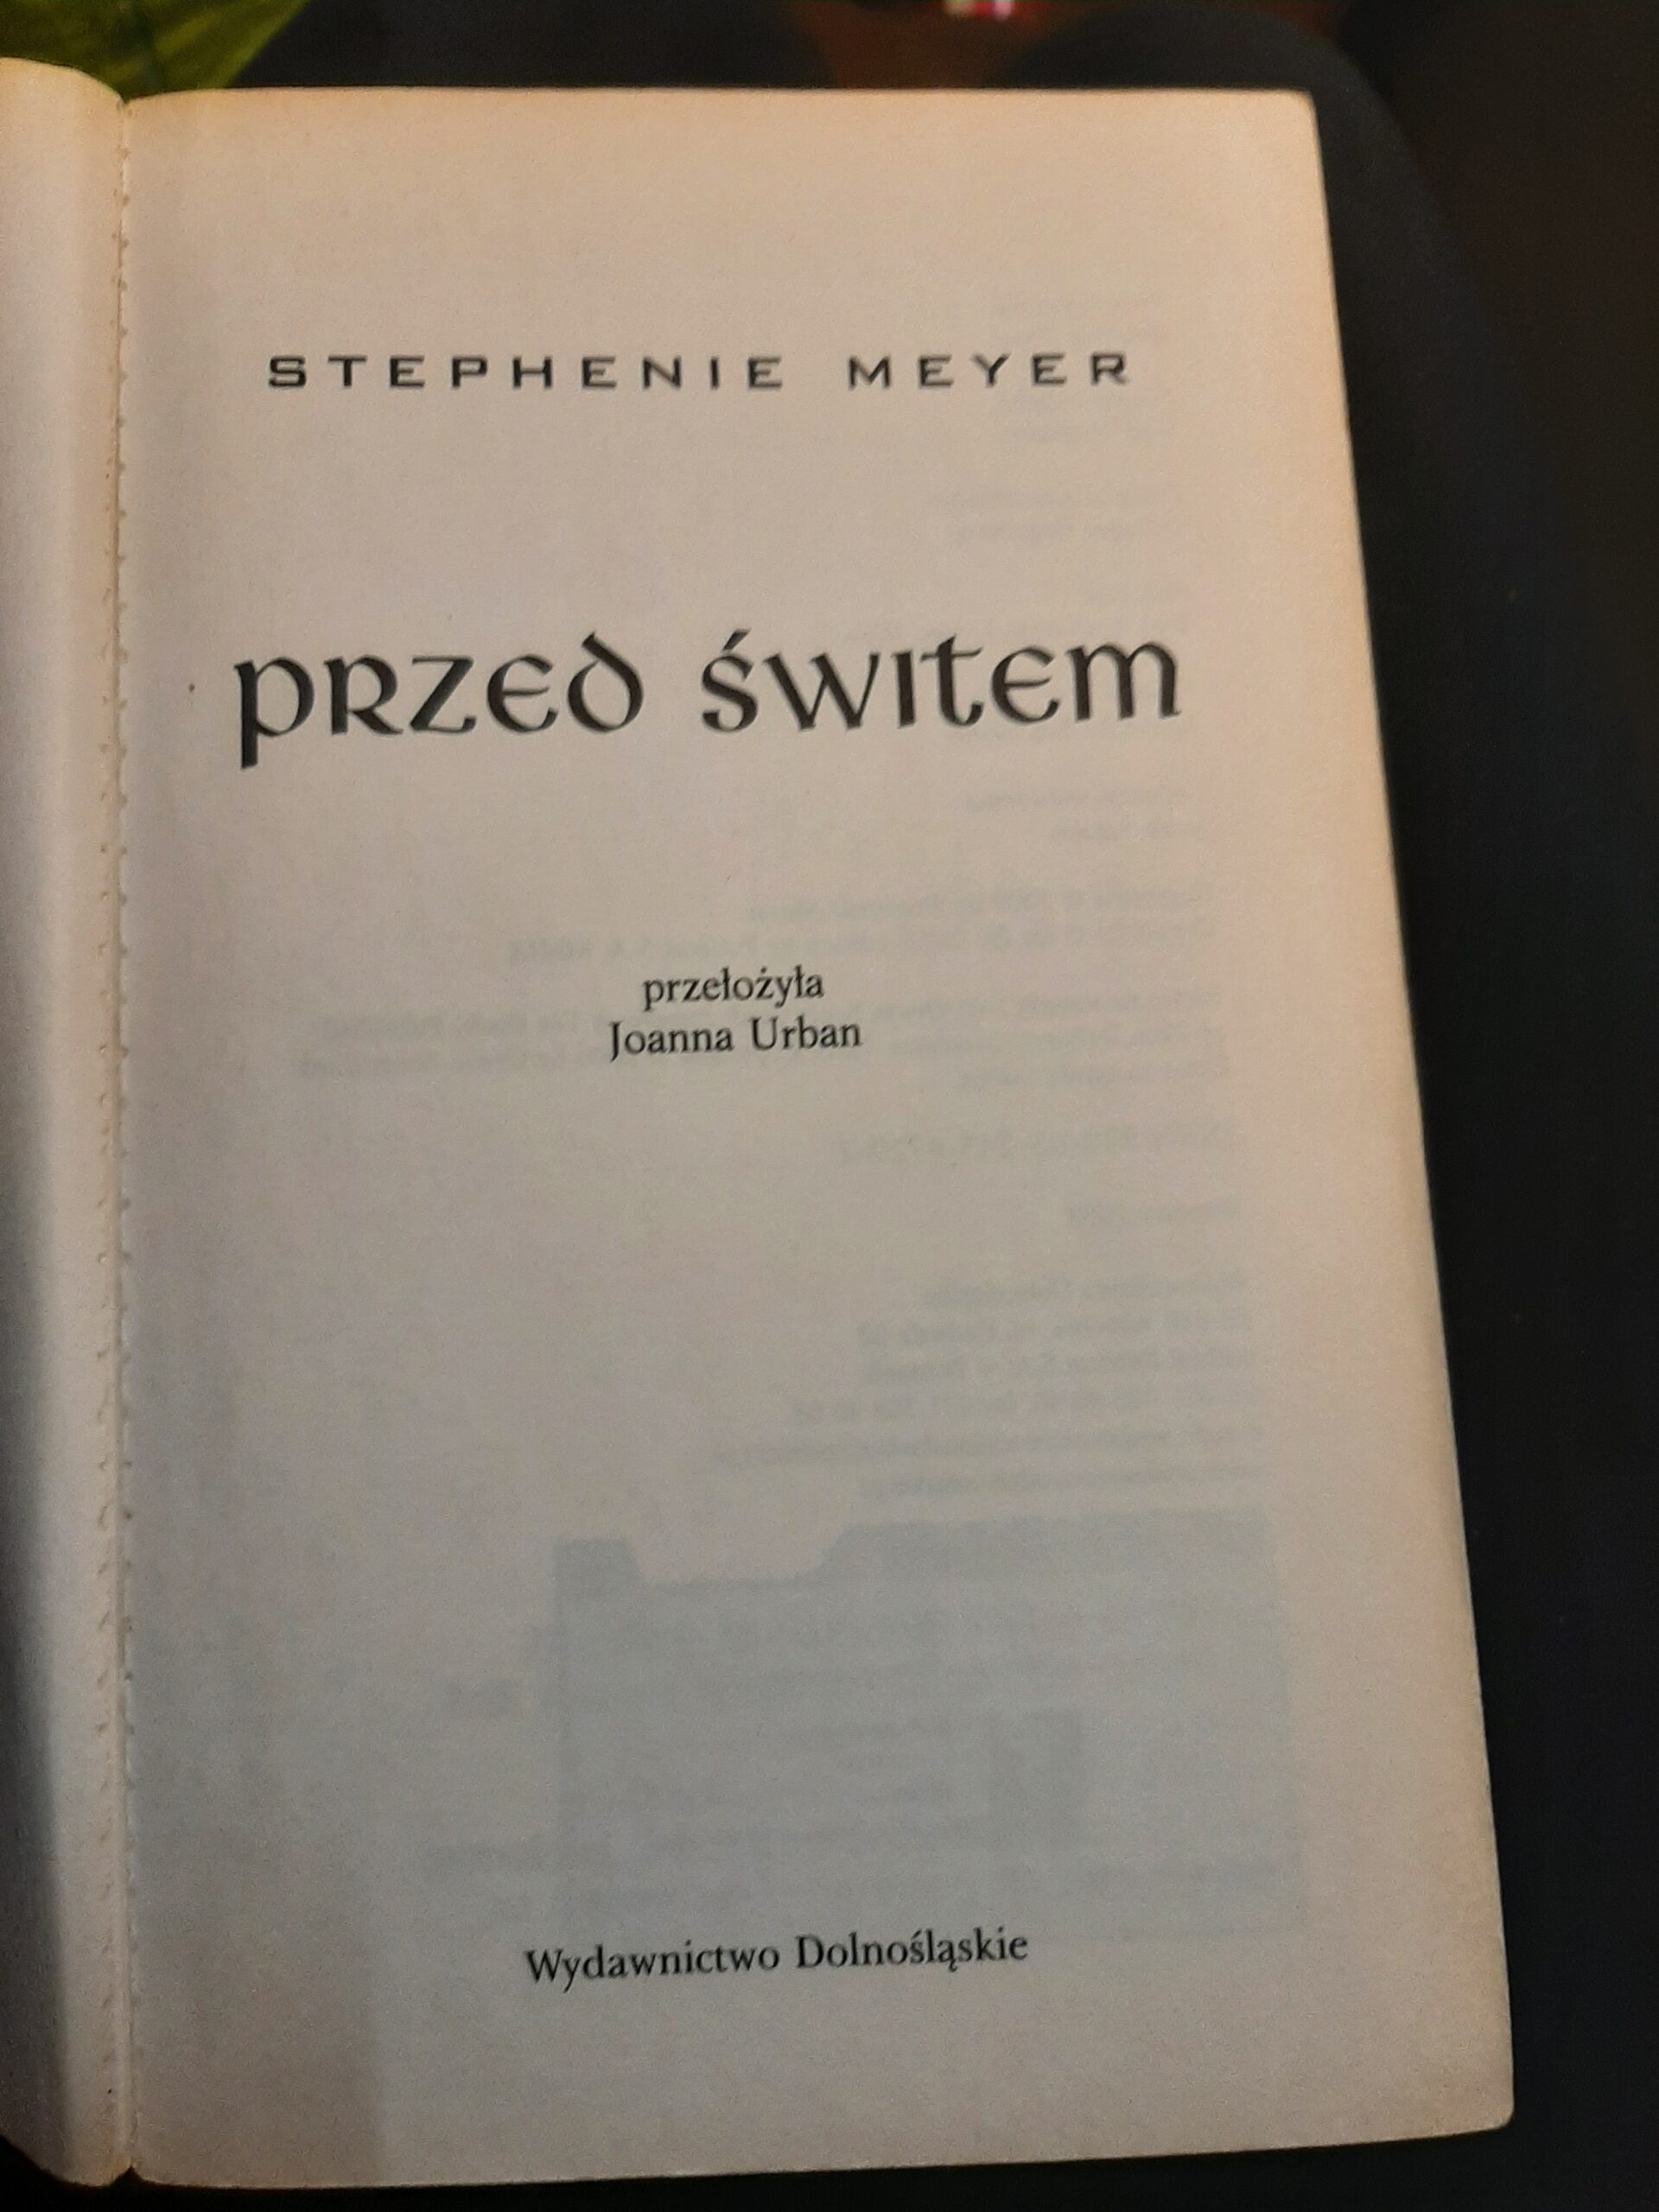 STEPHENIE MEYER
PRZED ŚWITEM
przełożyła
Joanna Urban
Wydawnictwo Dolnośląskie